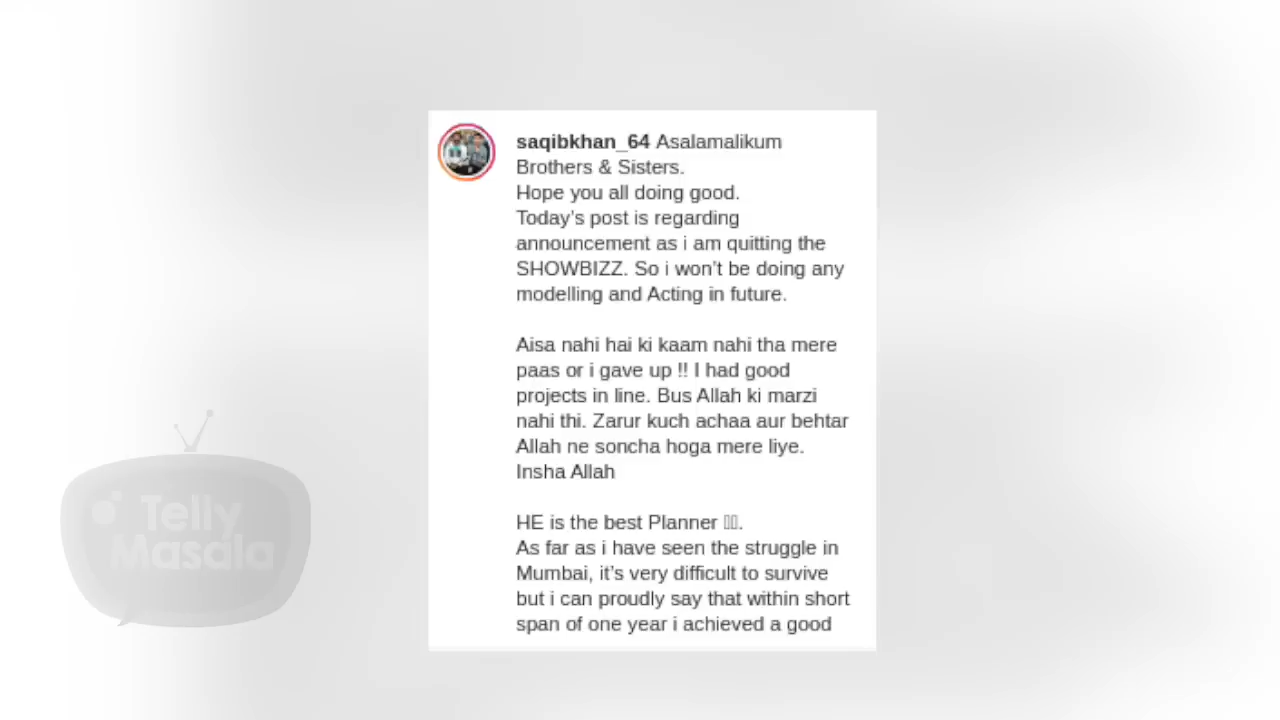 saqibkhan_64 Asalamalikum
Brothers & Sisters.
Hope you all doing good.
Today's post is regarding
announcement as i am quitting the
SHOWBIZZ. So i won't be doing any
modelling and Acting in future.
Aisa nahi hai ki kaam nahi tha mere
paas or i gave up !! I had good
projects in line. Bus Allah ki marzi
nahi thi. Zarur kuch achaa aur behtar
Allah ne soncha hoga mere liye.
Insha Allah
HE is the best Planner ▯▯.
As far as i have seen the struggle in
Mumbai, it's very difficult to survive
but i can proudly say that within short
span of one year i achieved a good
Telly
Masala